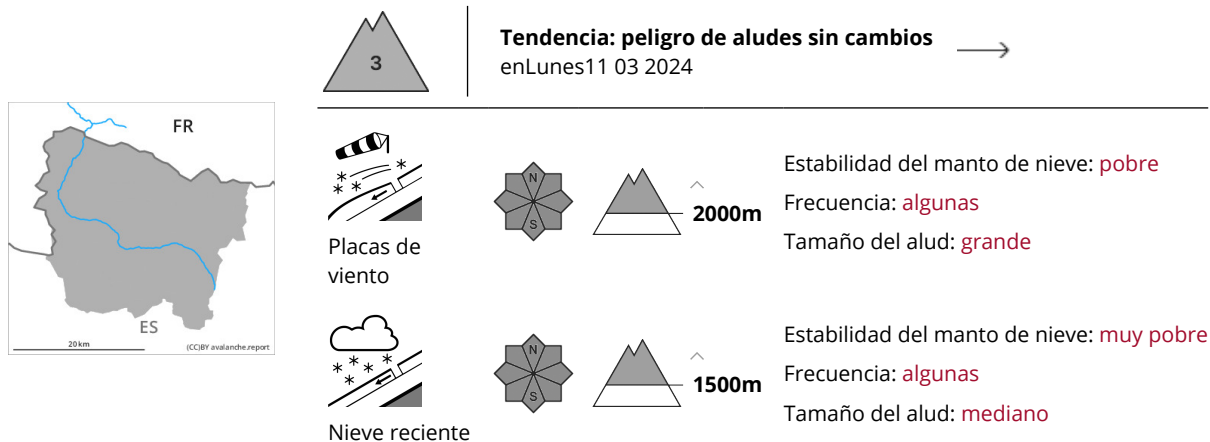 3
Tendencia: peligro de aludes sin cambios
enLunes11 03 2024
FR
ES
20 km
(CC)BY avalanche.report
N
S
2000m
Placas de
viento
Estabilidad del manto de nieve: pobre
Frecuencia: algunas
Tamaño del alud: grande
N
S
1500m
Nieve reciente
Estabilidad del manto de nieve: muy pobre
Frecuencia: algunas
Tamaño del alud: mediano